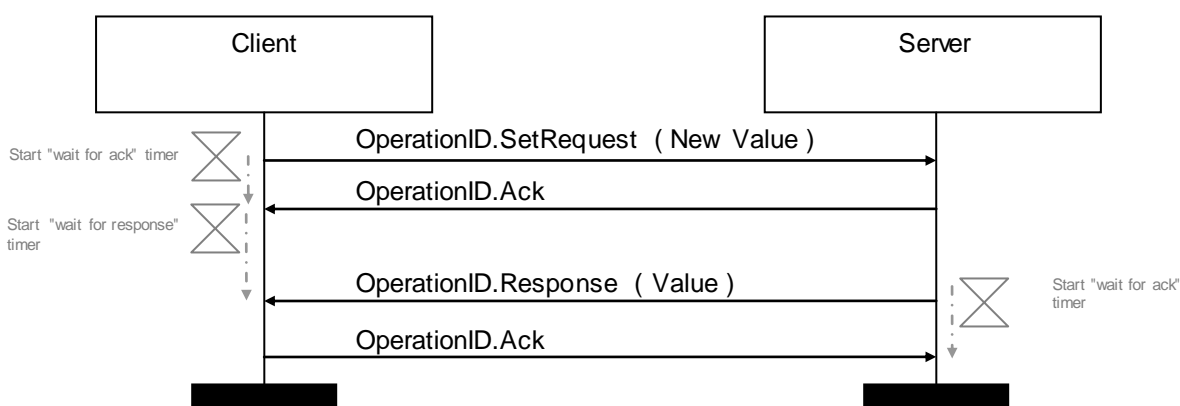 Client
Server
OperationID.SetRequest ( New Value )
Start "wait for ack" timer
OperationID.Ack
Start "wait for response"
timer
OperationID.Response ( Value )
Start "wait for ack"
timer
OperationID.Ack